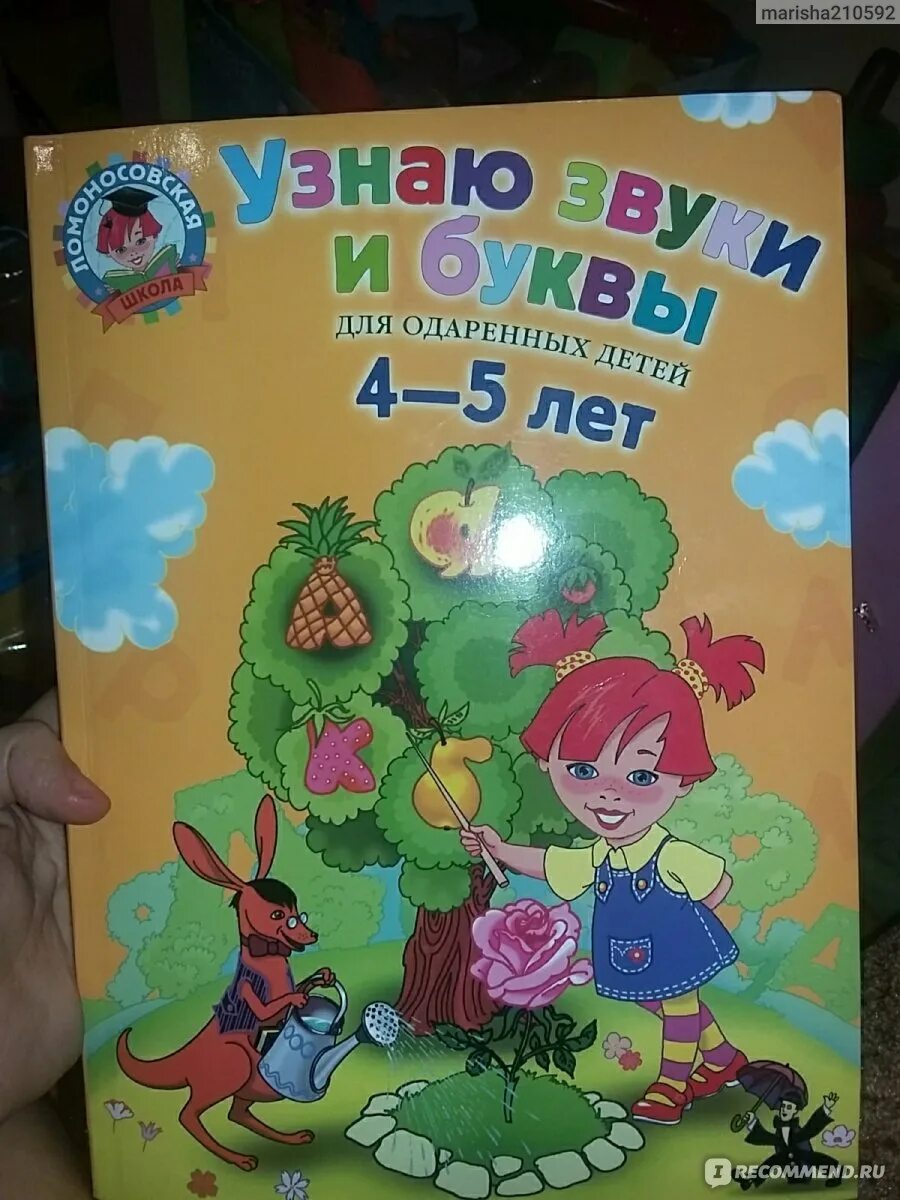 marisha210592
ЛОМОНОСОВСКАЯ
ШКОЛА
Узнаю звуки
и буквы
ДЛЯ ОДАРЕННЫХ ДЕТЕЙ
4—5 лет
А
К
Б
I RECOMMEND.RU